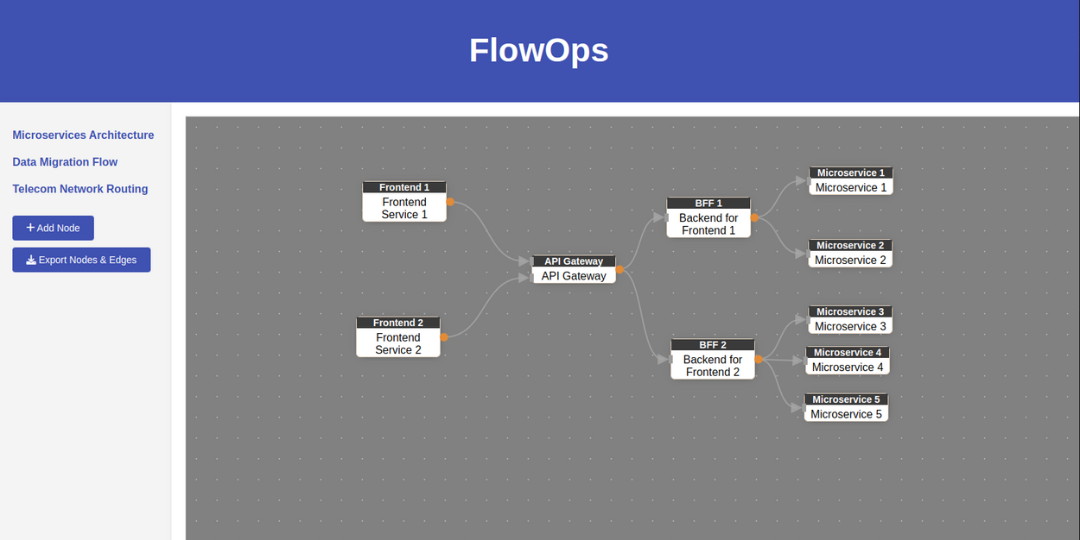 FlowOps
Microservices Architecture
Data Migration Flow
Telecom Network Routing
Add Node
Export Nodes & Edges
Frontend 1
Frontend
Service 1
Frontend 2
Frontend
Service 2
API Gateway
API Gateway
BFF 1
Backend for
Frontend 1
BFF 2
Backend for
Frontend 2
Microservice 1
Microservice 1
Microservice 2
Microservice 2
Microservice 3
Microservice 3
Microservice 4
Microservice 4
Microservice 5
Microservice 5